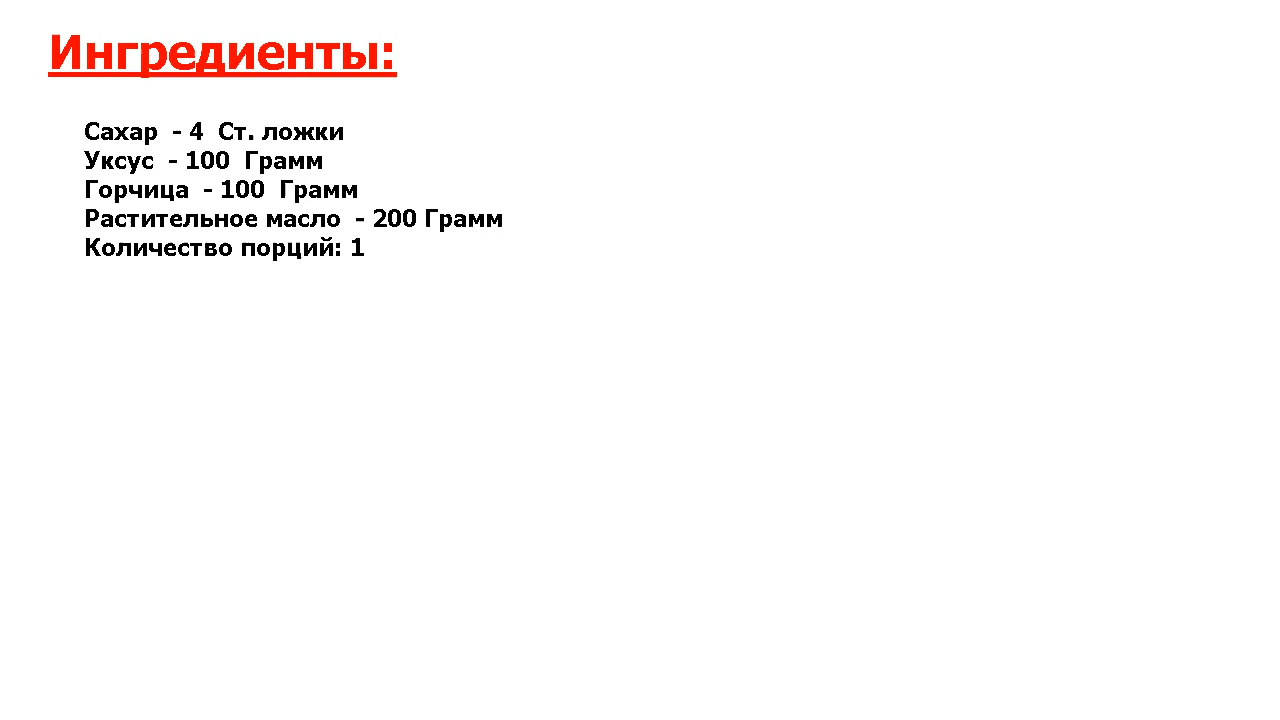 Ингредиенты:
Сахар - 4 Ст. ложки
Уксус - 100 Грамм
Горчица - 100 Грамм
Растительное масло - 200 Грамм
Количество порций: 1